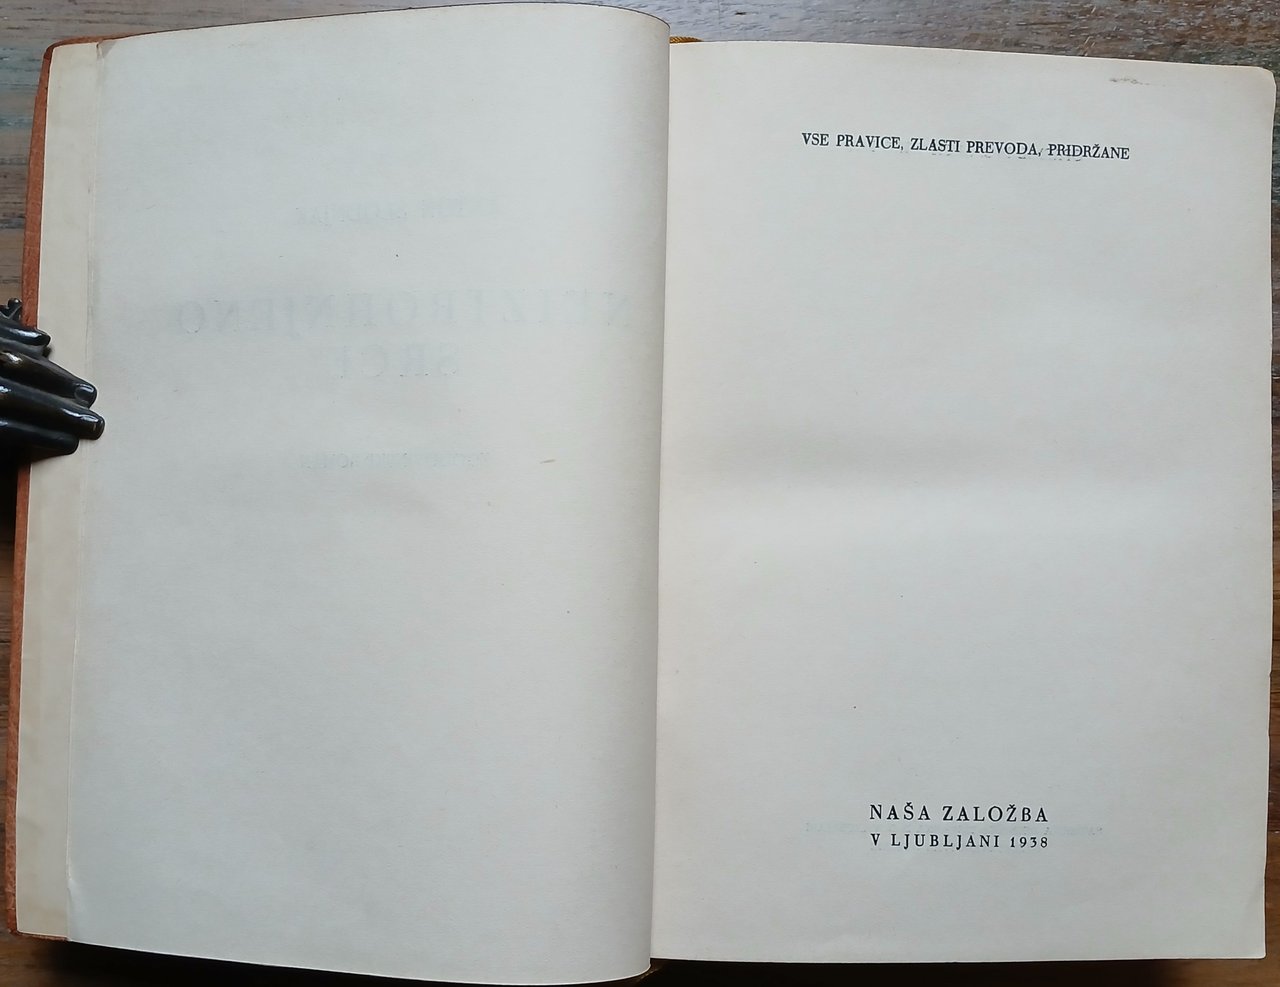 VSE PRAVICE, ZLASTI PREVODA, PRIDRŽANE
NAŠA ZALOŽBA
V LJUBLJANI 1938